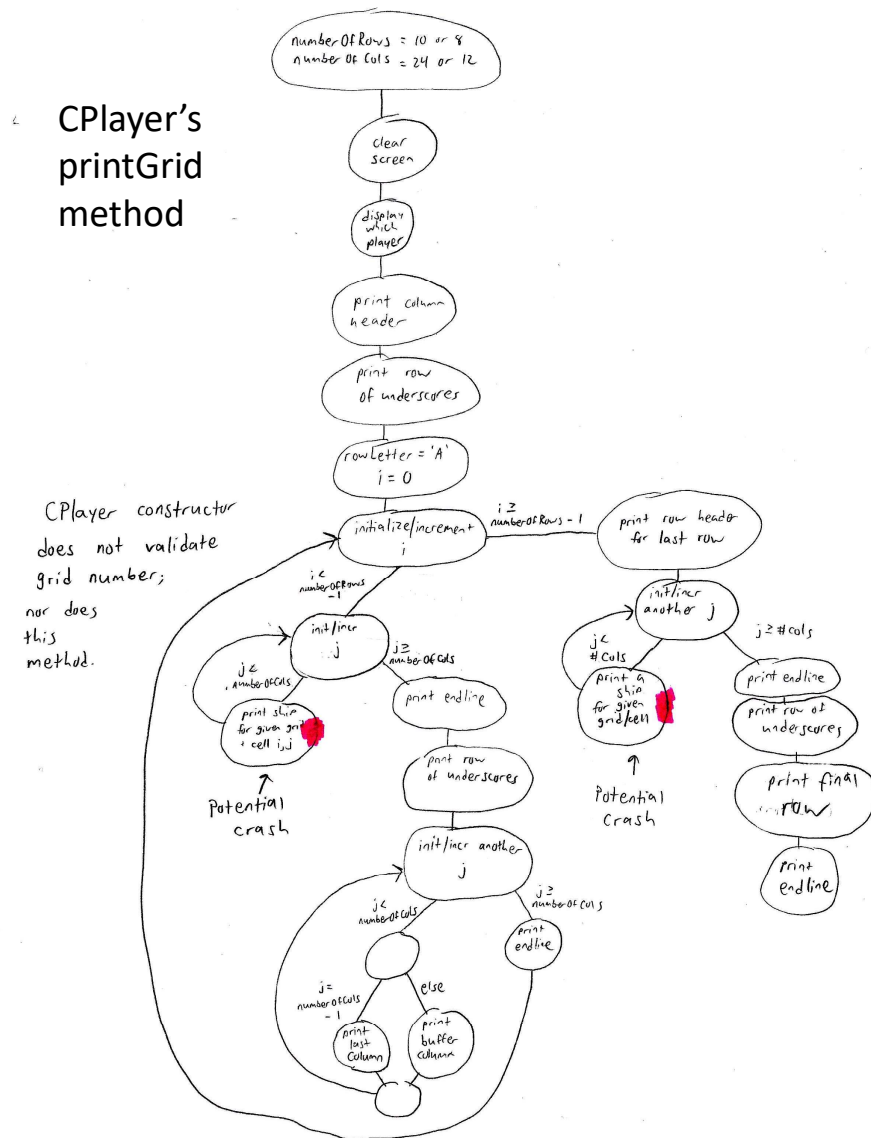 numberOfRows = 10 or 8
numberOfCols = 24 or 12
CPlayer's
printGrid
method
clear
screen
display
which
player
print column
header
print row
of underscores
rowLetter = 'A'
i = 0
CPlayer constructor
does not validate
grid number;
nor does
this
method.
initialize/increment
i
i ≥
numberOfRows - 1
print row header
for last row
i <
numberOfRows
- 1
init/incr
j
j <
numberOfCols
j ≥
numberOfCols
print ship
for given grid
+ cell i,j
Potential
crash
print endline
print row
of underscores
init/incr another
j
j <
numberOfCols
j ≥
numberOfCols
print
endline
j =
numberOfCols
- 1
else
print
last
column
print
buffer
column
init/incr
another j
j <
#cols
j ≥ #cols
print a
ship
for given
grid/cell
Potential
crash
print endline
print row of
underscores
print final
row
print
endline